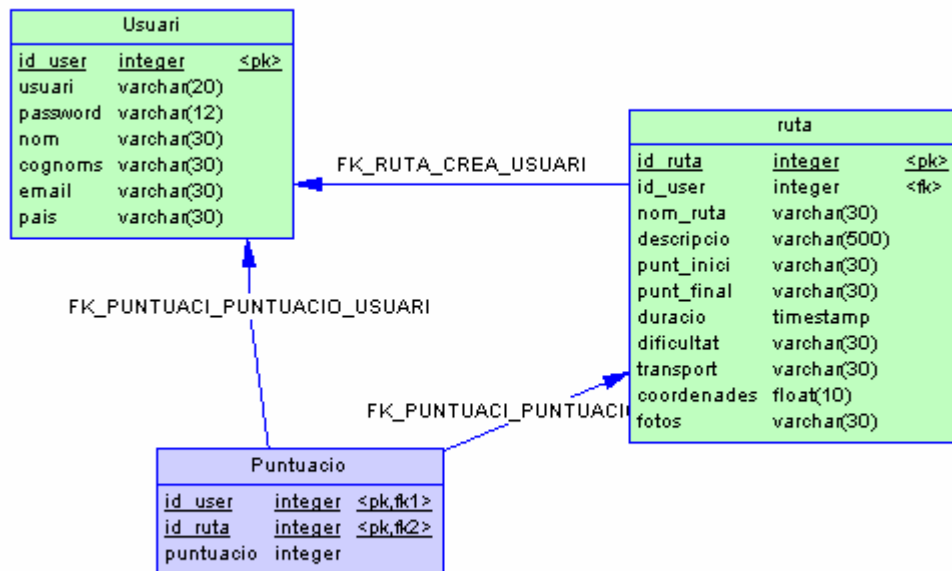 Usuari
id_user integer <pk>
usuari varchar(20)
password varchar(12)
nom varchar(30)
cognoms varchar(30)
email varchar(30)
pais varchar(30)
FK_RUTA_CREA_USUARI
ruta
id_ruta integer <pk>
id_user integer <fk>
nom_ruta varchar(30)
descripcio varchar(500)
punt_inici varchar(30)
punt_final varchar(30)
duracio timestamp
dificultat varchar(30)
transport varchar(30)
coordenades float(10)
fotos varchar(30)
FK_PUNTUACI_PUNTUACIO_USUARI
FK_PUNTUACI_PUNTUACI
Puntuacio
id_user integer <pk,fk1>
id_ruta integer <pk,fk2>
puntuacio integer